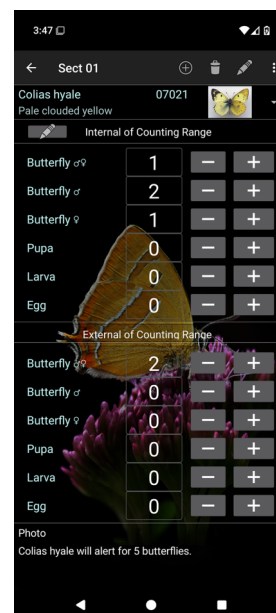 3:47
Sect 01
Colias hyale 07021
Pale clouded yellow
Internal of Counting Range
Butterfly ♂♀ 1 − +
Butterfly ♂ 2 − +
Butterfly ♀ 1 − +
Pupa 0 − +
Larva 0 − +
Egg 0 − +
External of Counting Range
Butterfly ♂♀ 2 − +
Butterfly ♂ 0 − +
Butterfly ♀ 0 − +
Pupa 0 − +
Larva 0 − +
Egg 0 − +
Photo
Colias hyale will alert for 5 butterflies.